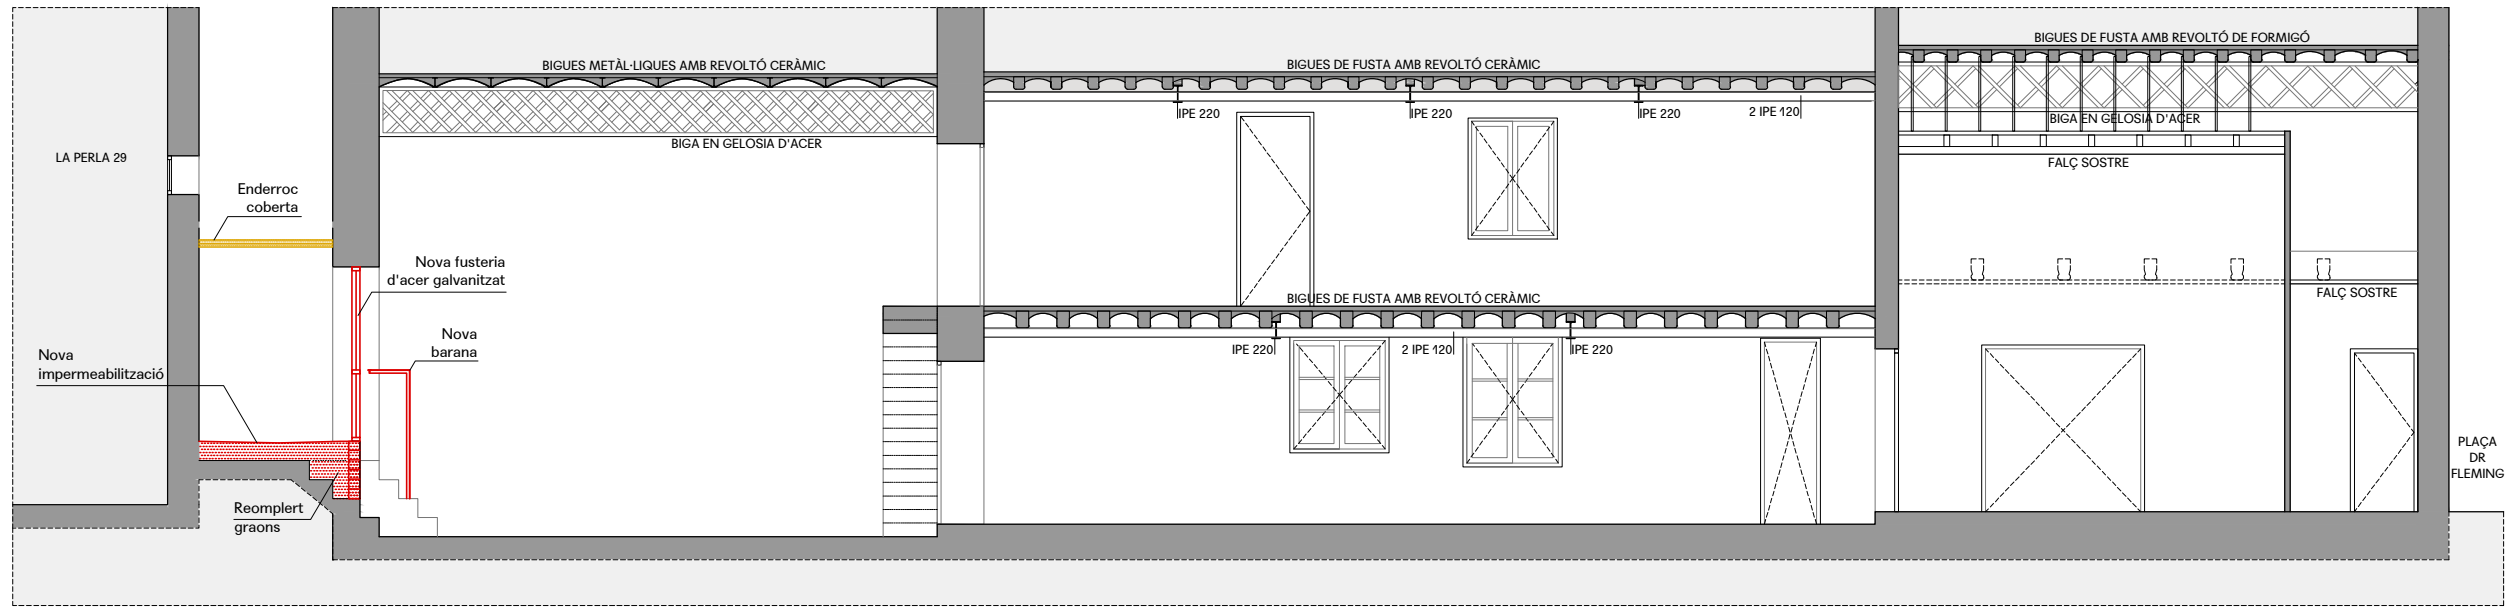 BIGUES DE FUSTA AMB REVOLTÓ DE FORMIGÓ
BIGUES METÀL·LIQUES AMB REVOLTÓ CERÀMIC
BIGUES DE FUSTA AMB REVOLTÓ CERÀMIC
IPE 220
IPE 220
IPE 220
2 IPE 120
BIGA EN GELOSIA D'ACER
BIGA EN GELOSIA D'ACER
LA PERLA 29
FALÇ SOSTRE
Enderroc
coberta
Nova fusteria
d'acer galvanitzat
BIGUES DE FUSTA AMB REVOLTÓ CERÀMIC
FALÇ SOSTRE
Nova
barana
IPE 220
2 IPE 120
IPE 220
Nova
impermeabilització
PLAÇA
DR
FLEMING
Reomplert
graons